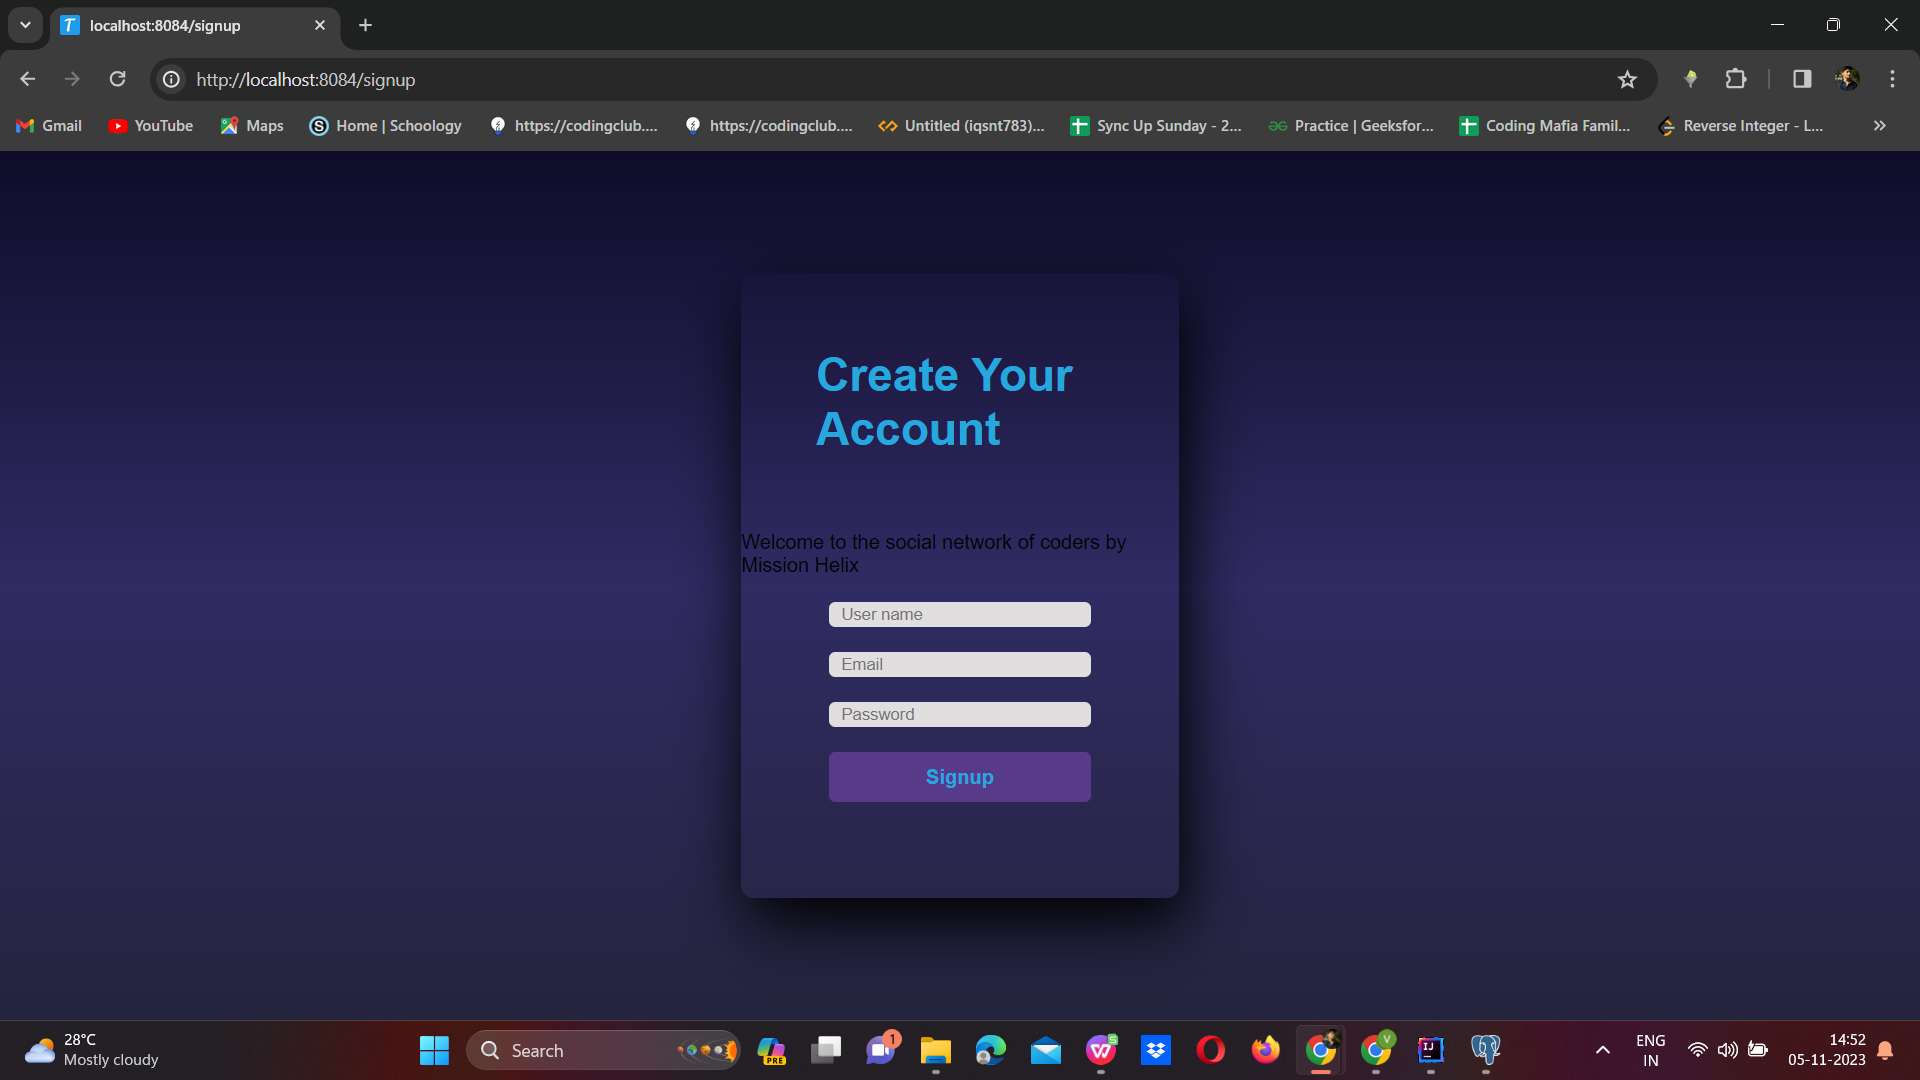 localhost:8084/signup
http://localhost:8084/signup
Gmail
YouTube
Maps
Home | Schoology
https://codingclub....
https://codingclub....
Untitled (iqsnt783)...
Sync Up Sunday - 2...
Practice | Geeksfor...
Coding Mafia Famil...
Reverse Integer - L...
Create Your
Account
Welcome to the social network of coders by
Mission Helix
User name
Email
Password
Signup
28°C
Mostly cloudy
Search
PRE
1
S
V
IJ
ENG
IN
14:52
05-11-2023